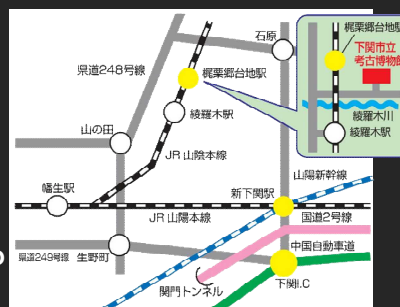 石原
県道248号線
梶栗郷台地駅
綾羅木駅
山の田
JR 山陰本線
幡生駅
JR 山陽本線
新下関駅
山陽新幹線
国道2号線
中国自動車道
県道249号線
生野町
関門トンネル
下関I.C
梶栗郷台地駅
下関市立
考古博物館
綾羅木川
綾羅木駅